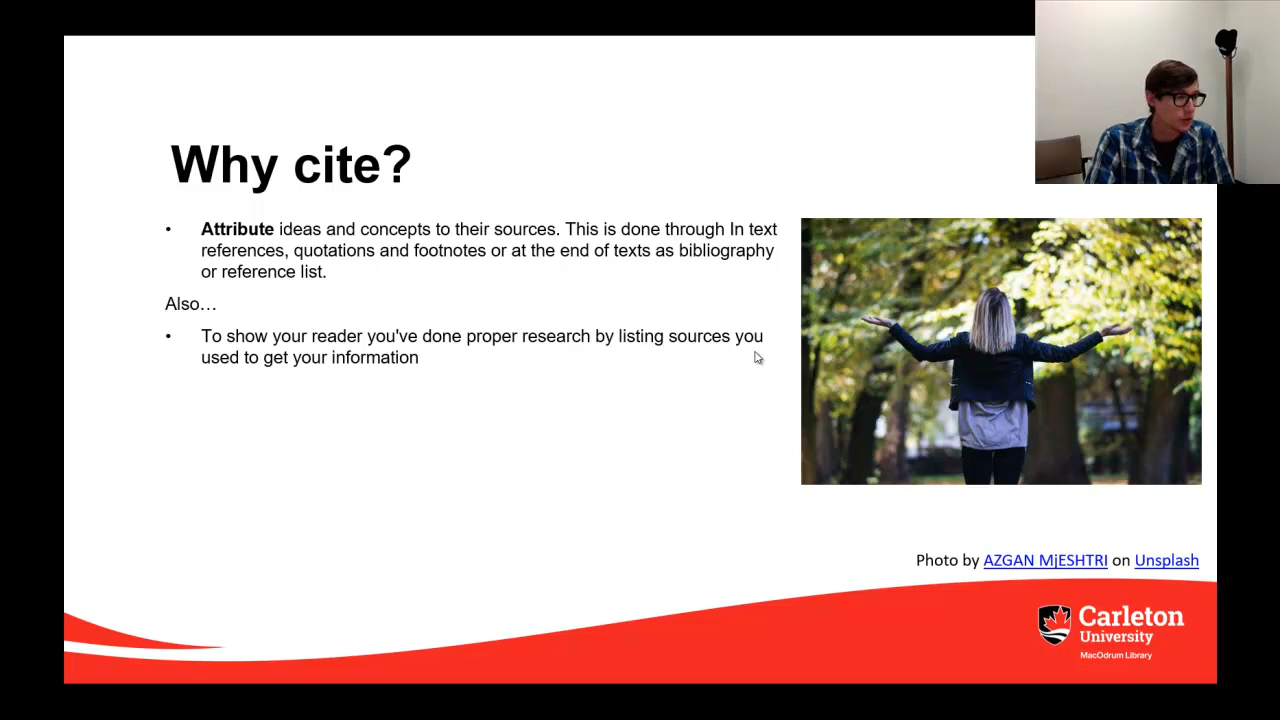 Why cite?
• Attribute ideas and concepts to their sources. This is done through In text
references, quotations and footnotes or at the end of texts as bibliography
or reference list.
Also…
• To show your reader you've done proper research by listing sources you
used to get your information
Photo by AZGAN MjESHTRI on Unsplash
Carleton
University
MacOdrum Library